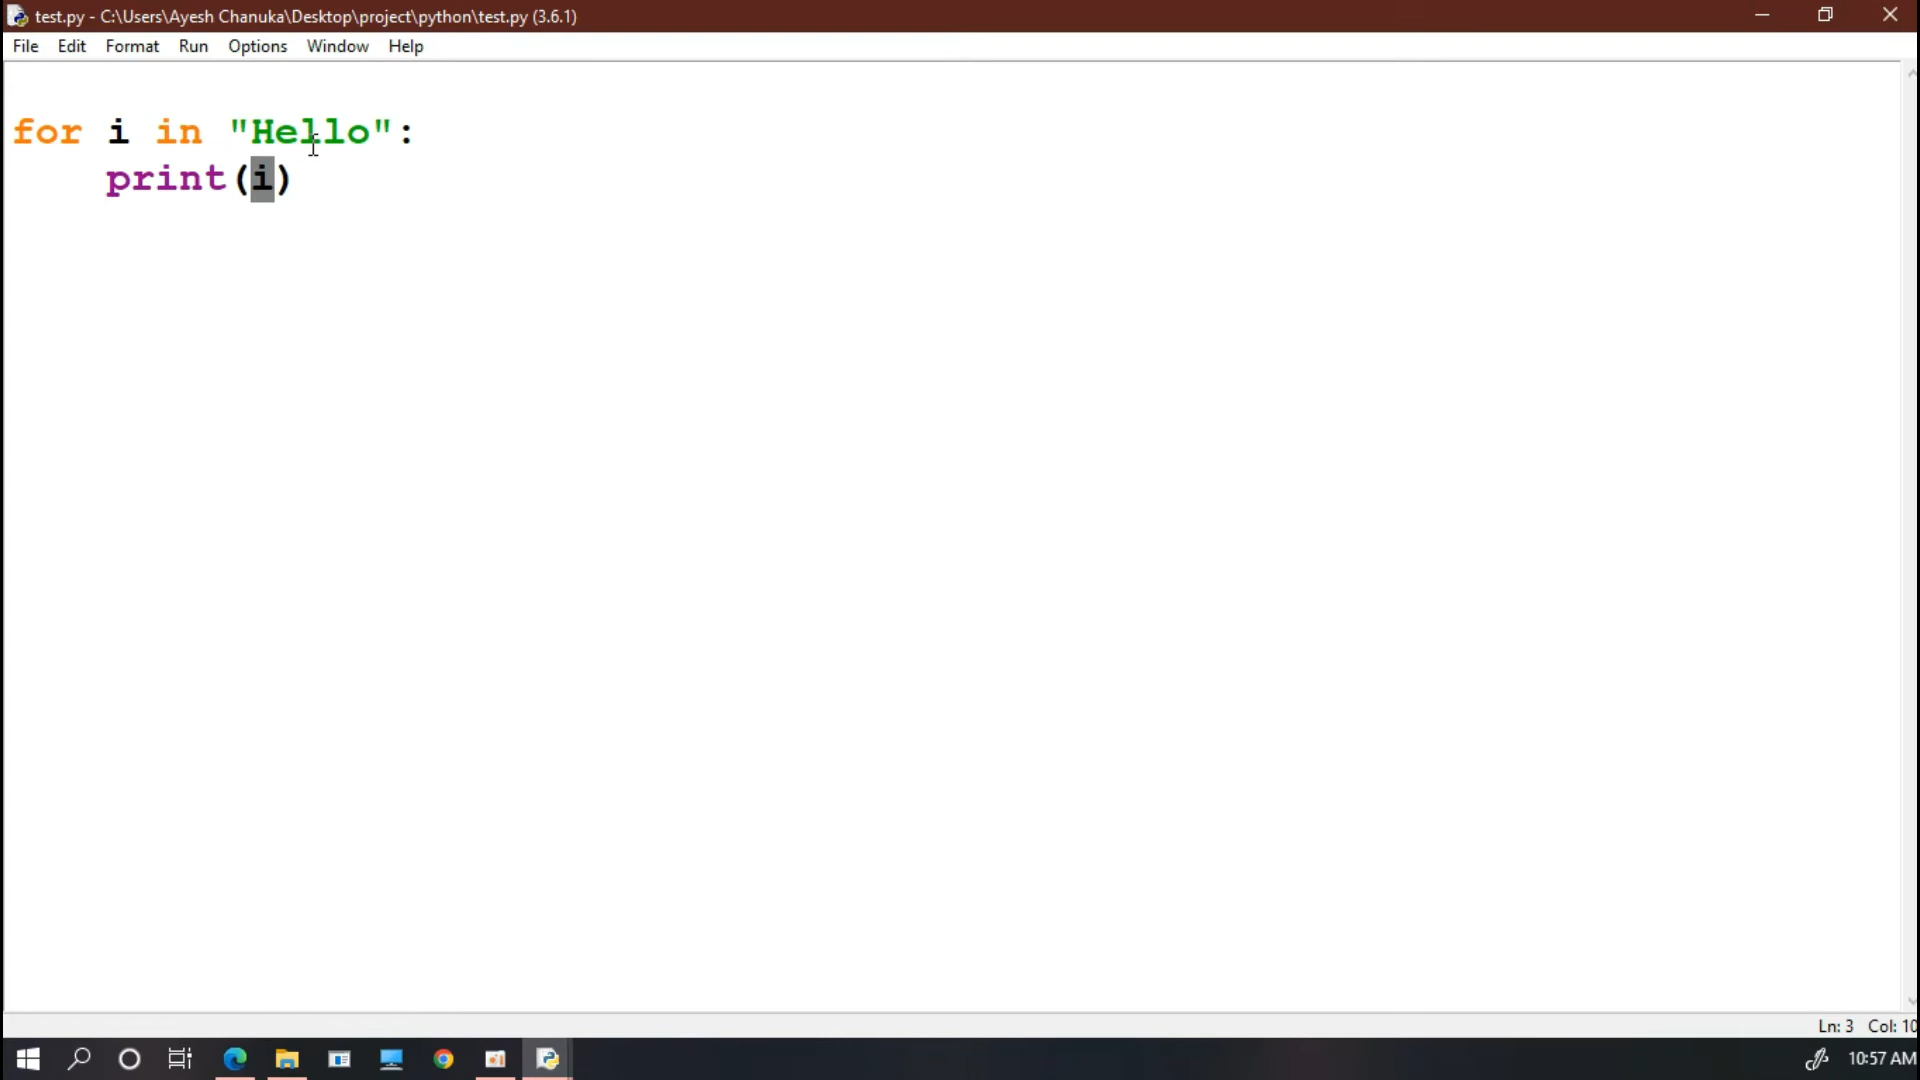 test.py - C:\Users\Ayesh Chanuka\Desktop\project\python\test.py (3.6.1)
File Edit Format Run Options Window Help
for i in "Hello":
    print(i)
Ln: 3 Col: 10
10:57 AM